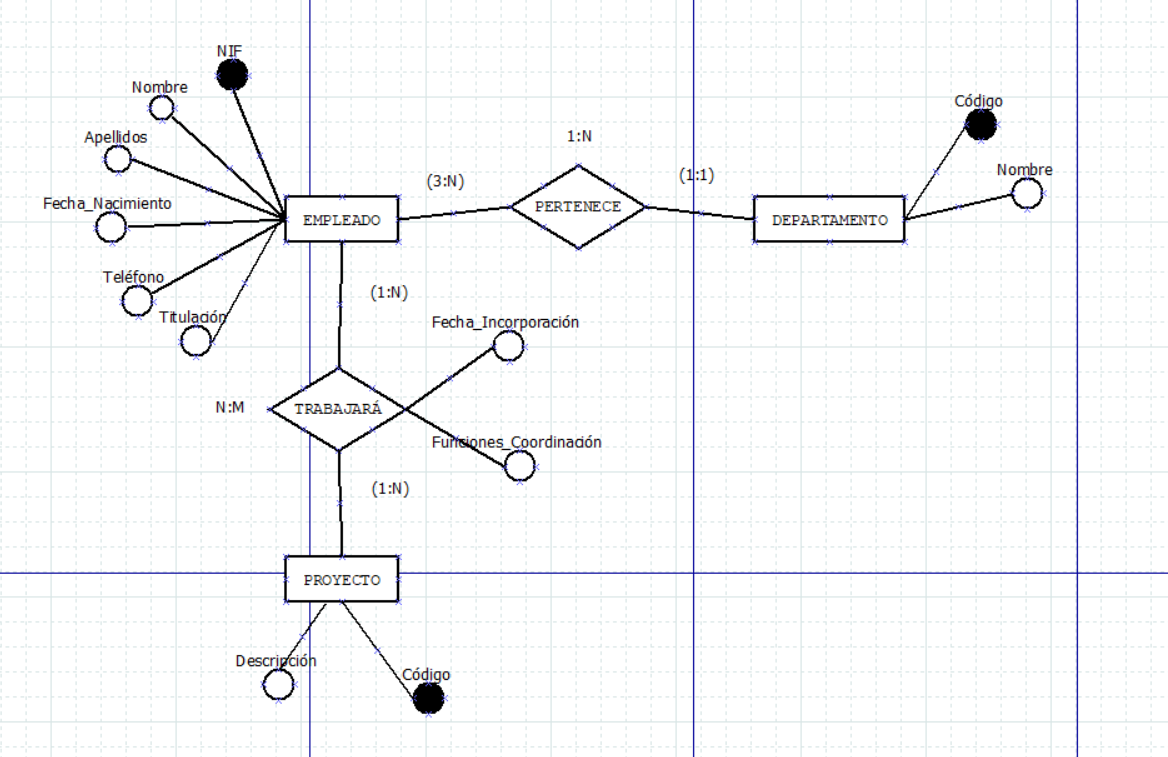 NIF
Nombre
Apellidos
Fecha_Nacimiento
Teléfono
Titulación
EMPLEADO
(3:N)
1:N
PERTENECE
(1:1)
DEPARTAMENTO
Código
Nombre
(1:N)
N:M
TRABAJARÁ
Fecha_Incorporación
Funciones_Coordinación
(1:N)
PROYECTO
Descripción
Código